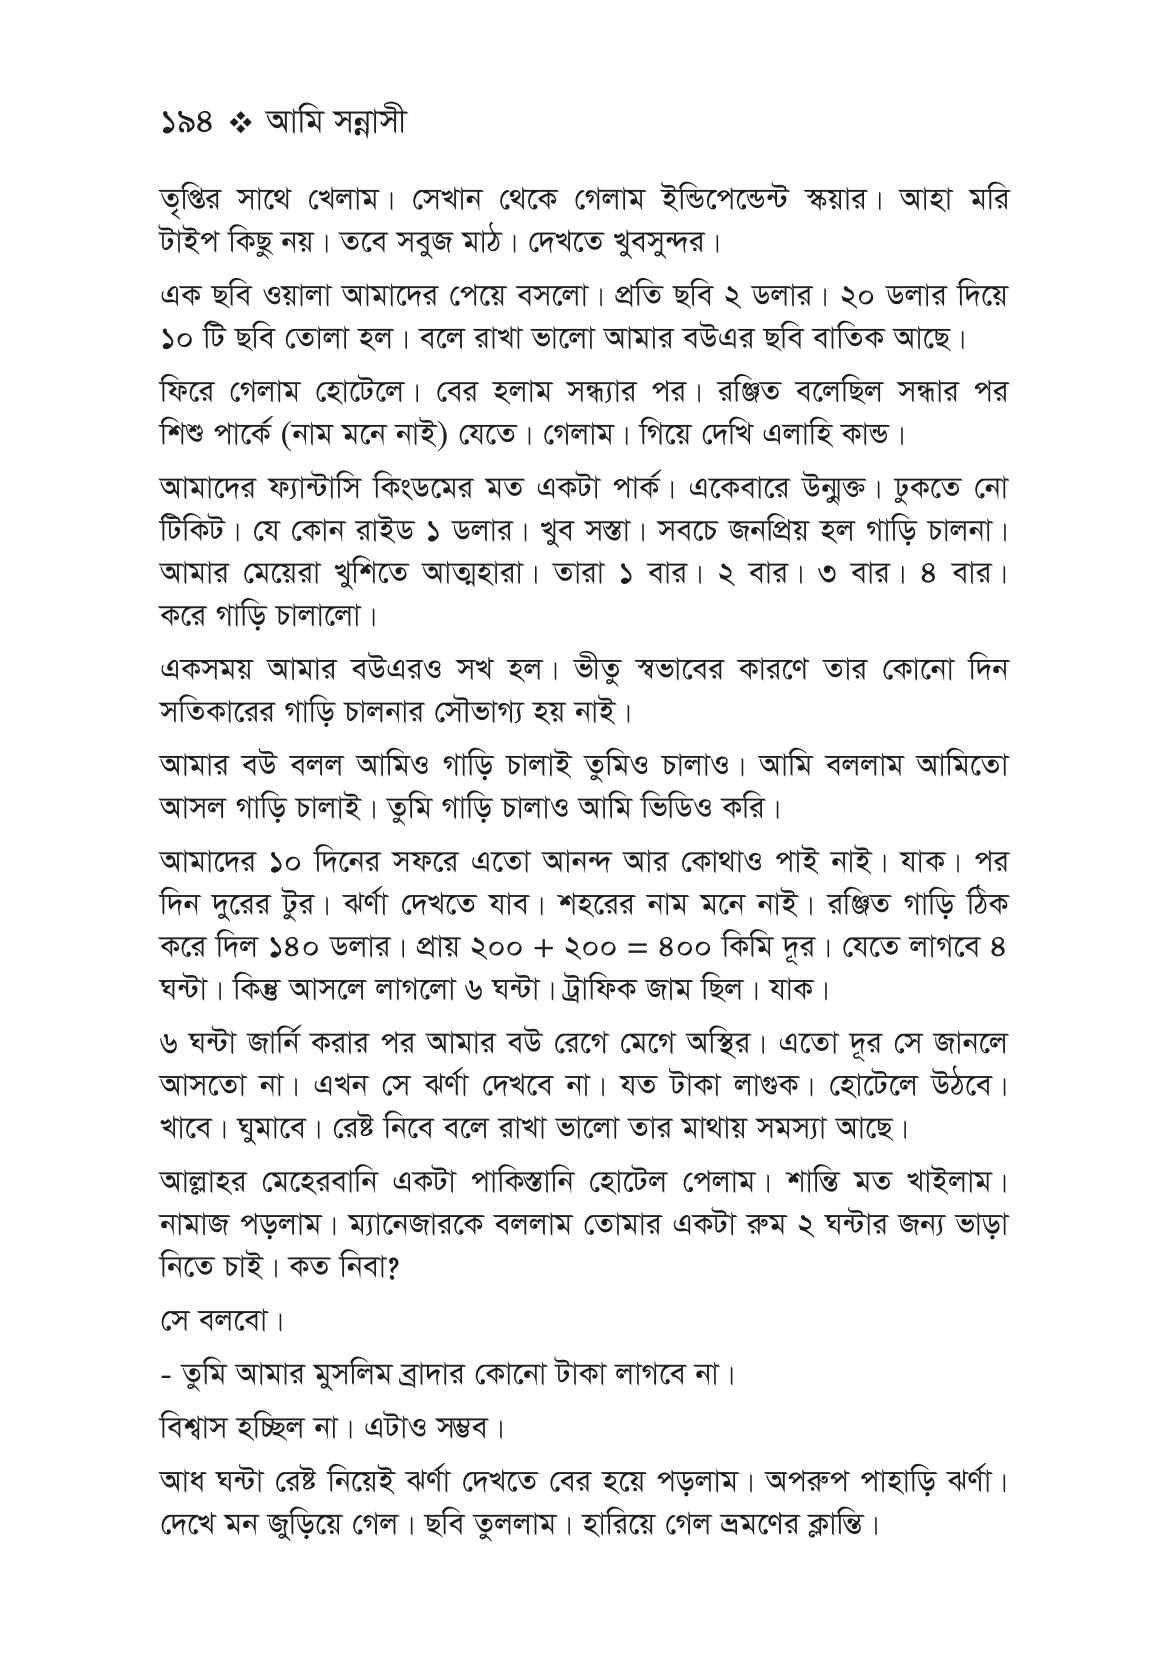 ১৯৪ ❖ আমি সন্নাসী
তৃপ্তির সাথে খেলাম। সেখান থেকে গেলাম ইন্ডিপেন্ডেন্ট স্কয়ার। আহা মরি
টাইপ কিছু নয়। তবে সবুজ মাঠ। দেখতে খুবসুন্দর।
এক ছবি ওয়ালা আমাদের পেয়ে বসলো। প্রতি ছবি ২ ডলার। ২০ ডলার দিয়ে
১০ টি ছবি তোলা হল। বলে রাখা ভালো আমার বউএর ছবি বাতিক আছে।
ফিরে গেলাম হোটেলে। বের হলাম সন্ধ্যার পর। রঞ্জিত বলেছিল সন্ধার পর
শিশু পার্কে (নাম মনে নাই) যেতে। গেলাম। গিয়ে দেখি এলাহি কান্ড।
আমাদের ফ্যান্টাসি কিংডমের মত একটা পার্ক। একেবারে উন্মুক্ত। ঢুকতে নো
টিকিট। যে কোন রাইড ১ ডলার। খুব সস্তা। সবচে জনপ্রিয় হল গাড়ি চালনা।
আমার মেয়েরা খুশিতে আত্মহারা। তারা ১ বার। ২ বার। ৩ বার। ৪ বার।
করে গাড়ি চালালো।
একসময় আমার বউএরও সখ হল। ভীতু স্বভাবের কারণে তার কোনো দিন
সতিকারের গাড়ি চালনার সৌভাগ্য হয় নাই।
আমার বউ বলল আমিও গাড়ি চালাই তুমিও চালাও। আমি বললাম আমিতো
আসল গাড়ি চালাই। তুমি গাড়ি চালাও আমি ভিডিও করি।
আমাদের ১০ দিনের সফরে এতো আনন্দ আর কোথাও পাই নাই। যাক। পর
দিন দুরের টুর। ঝর্ণা দেখতে যাব। শহরের নাম মনে নাই। রঞ্জিত গাড়ি ঠিক
করে দিল ১৪০ ডলার। প্রায় ২০০ + ২০০ = ৪০০ কিমি দূর। যেতে লাগবে ৪
ঘন্টা। কিন্তু আসলে লাগলো ৬ ঘন্টা। ট্রাফিক জাম ছিল। যাক।
৬ ঘন্টা জার্নি করার পর আমার বউ রেগে মেগে অস্থির। এতো দূর সে জানলে
আসতো না। এখন সে ঝর্ণা দেখবে না। যত টাকা লাগুক। হোটেলে উঠবে।
খাবে। ঘুমাবে। রেষ্ট নিবে বলে রাখা ভালো তার মাথায় সমস্যা আছে।
আল্লাহর মেহেরবানি একটা পাকিস্তানি হোটেল পেলাম। শান্তি মত খাইলাম।
নামাজ পড়লাম। ম্যানেজারকে বললাম তোমার একটা রুম ২ ঘন্টার জন্য ভাড়া
নিতে চাই। কত নিবা?
সে বলবো।
- তুমি আমার মুসলিম ব্রাদার কোনো টাকা লাগবে না।
বিশ্বাস হচ্ছিল না। এটাও সম্ভব।
আধ ঘন্টা রেষ্ট নিয়েই ঝর্ণা দেখতে বের হয়ে পড়লাম। অপরুপ পাহাড়ি ঝর্ণা।
দেখে মন জুড়িয়ে গেল। ছবি তুললাম। হারিয়ে গেল ভ্রমণের ক্লান্তি।